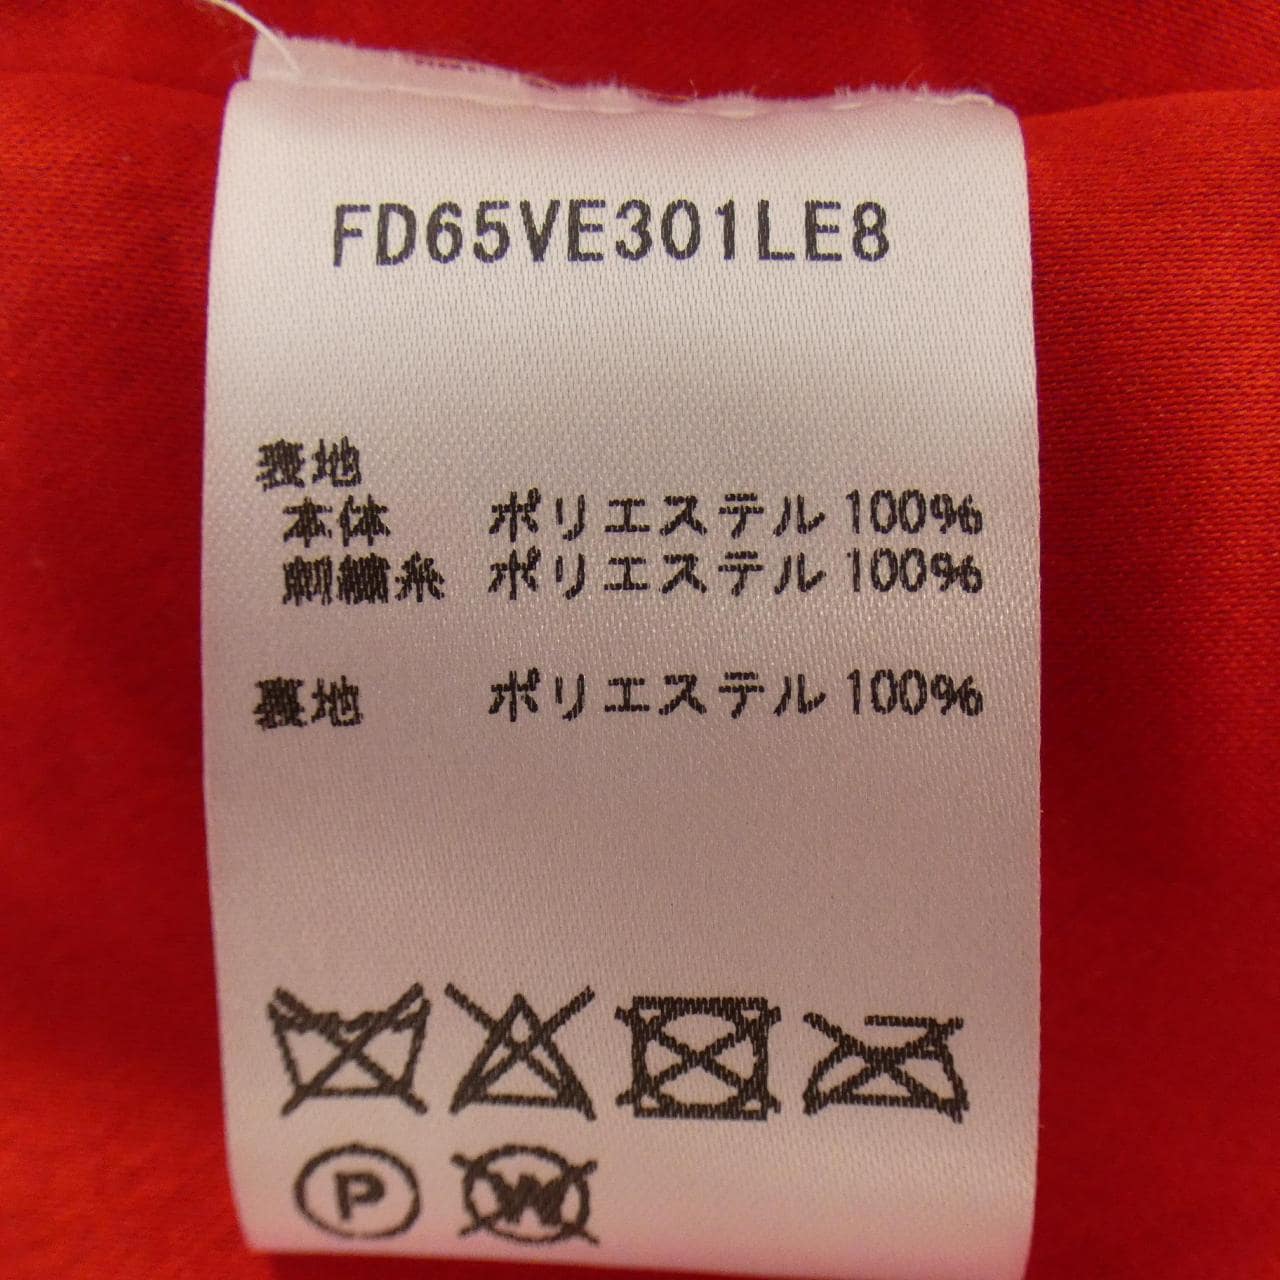 FD65VE301LE8
表地
本体 ポリエステル 100%
刺繍糸 ポリエステル 100%
裏地 ポリエステル 100%
P
W